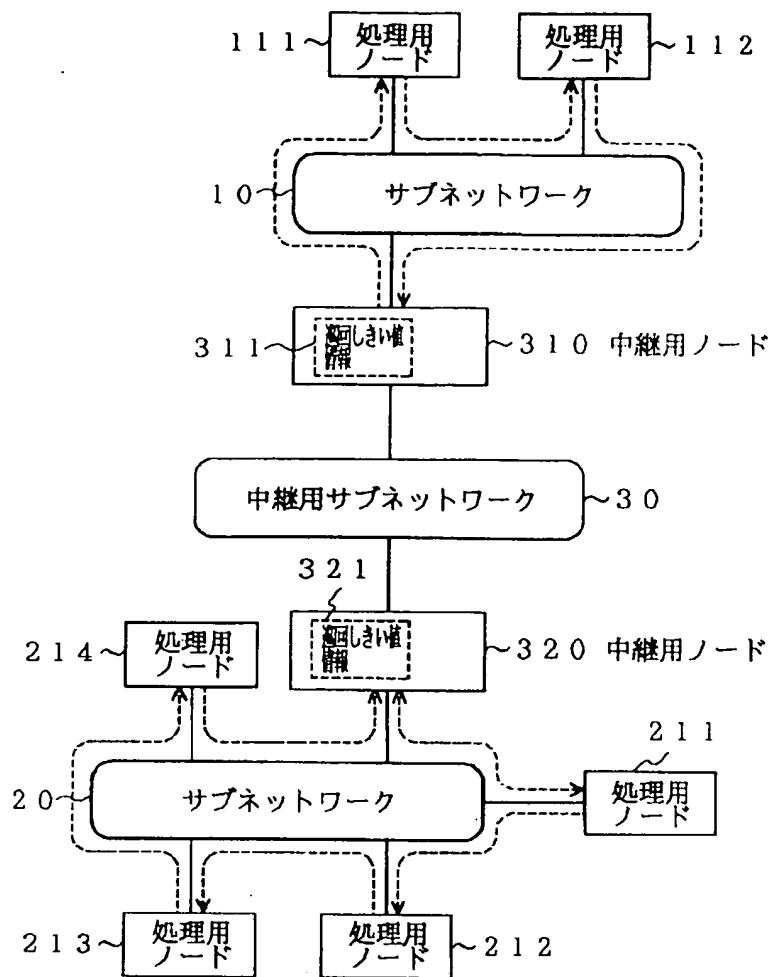 111
処理用
ノード
処理用
ノード
112
10
サブネットワーク
311
巡回しきい値
情報
310 中継用ノード
中継用サブネットワーク
30
321
巡回しきい値
情報
320 中継用ノード
214
処理用
ノード
211
処理用
ノード
20
サブネットワーク
213
処理用
ノード
処理用
ノード
212